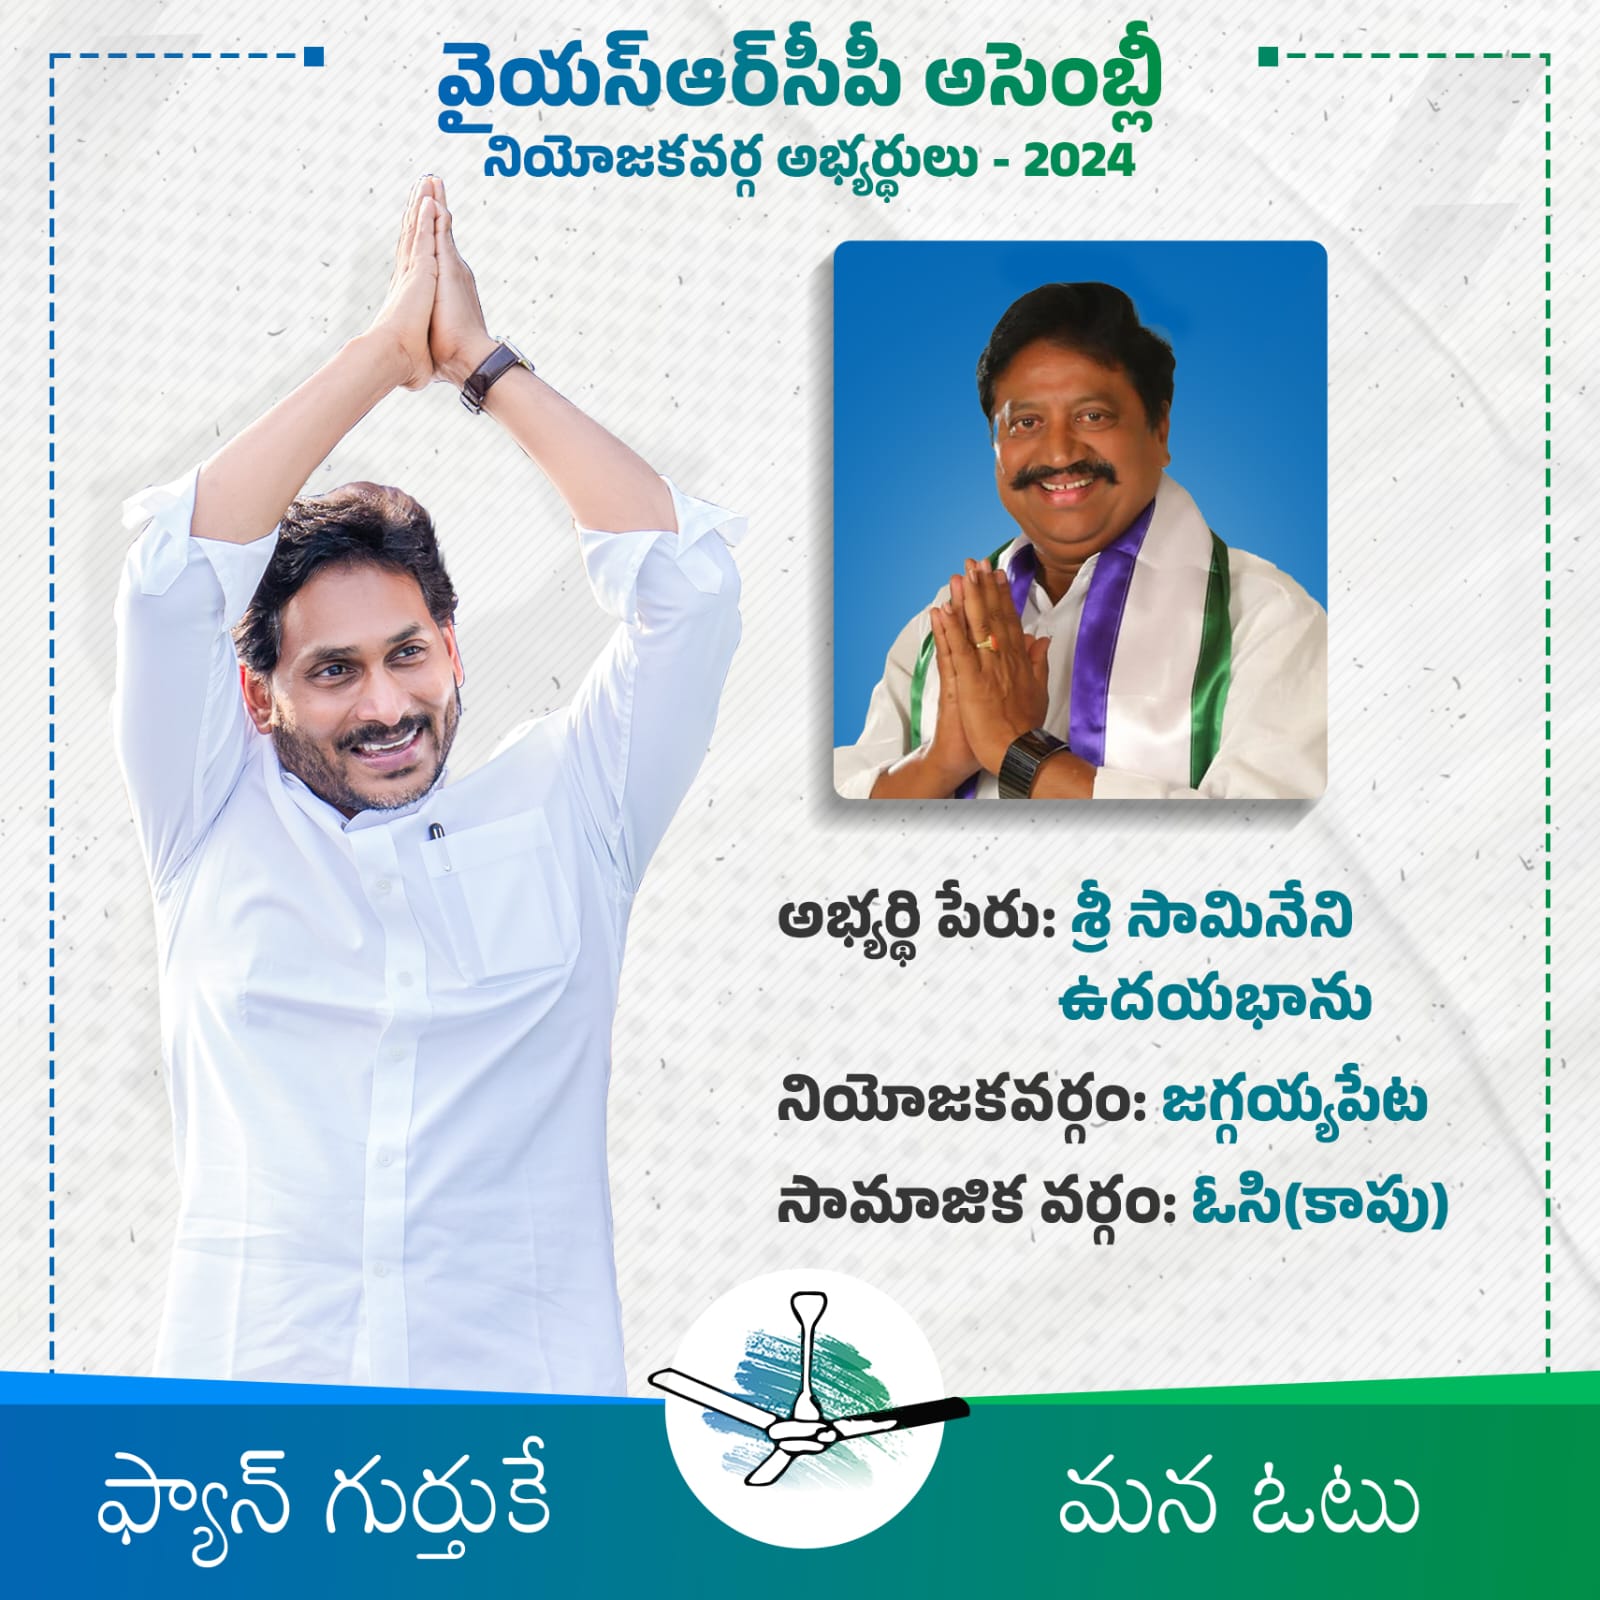 వైయస్ఆర్‌సీపీ అసెంబ్లీ
నియోజకవర్గ అభ్యర్థులు - 2024
అభ్యర్థి పేరు: శ్రీ సామినేని
ఉదయభాను
నియోజకవర్గం: జగ్గయ్యపేట
సామాజిక వర్గం: ఓసి(కాపు)
ఫ్యాన్ గుర్తుకే మన ఓటు